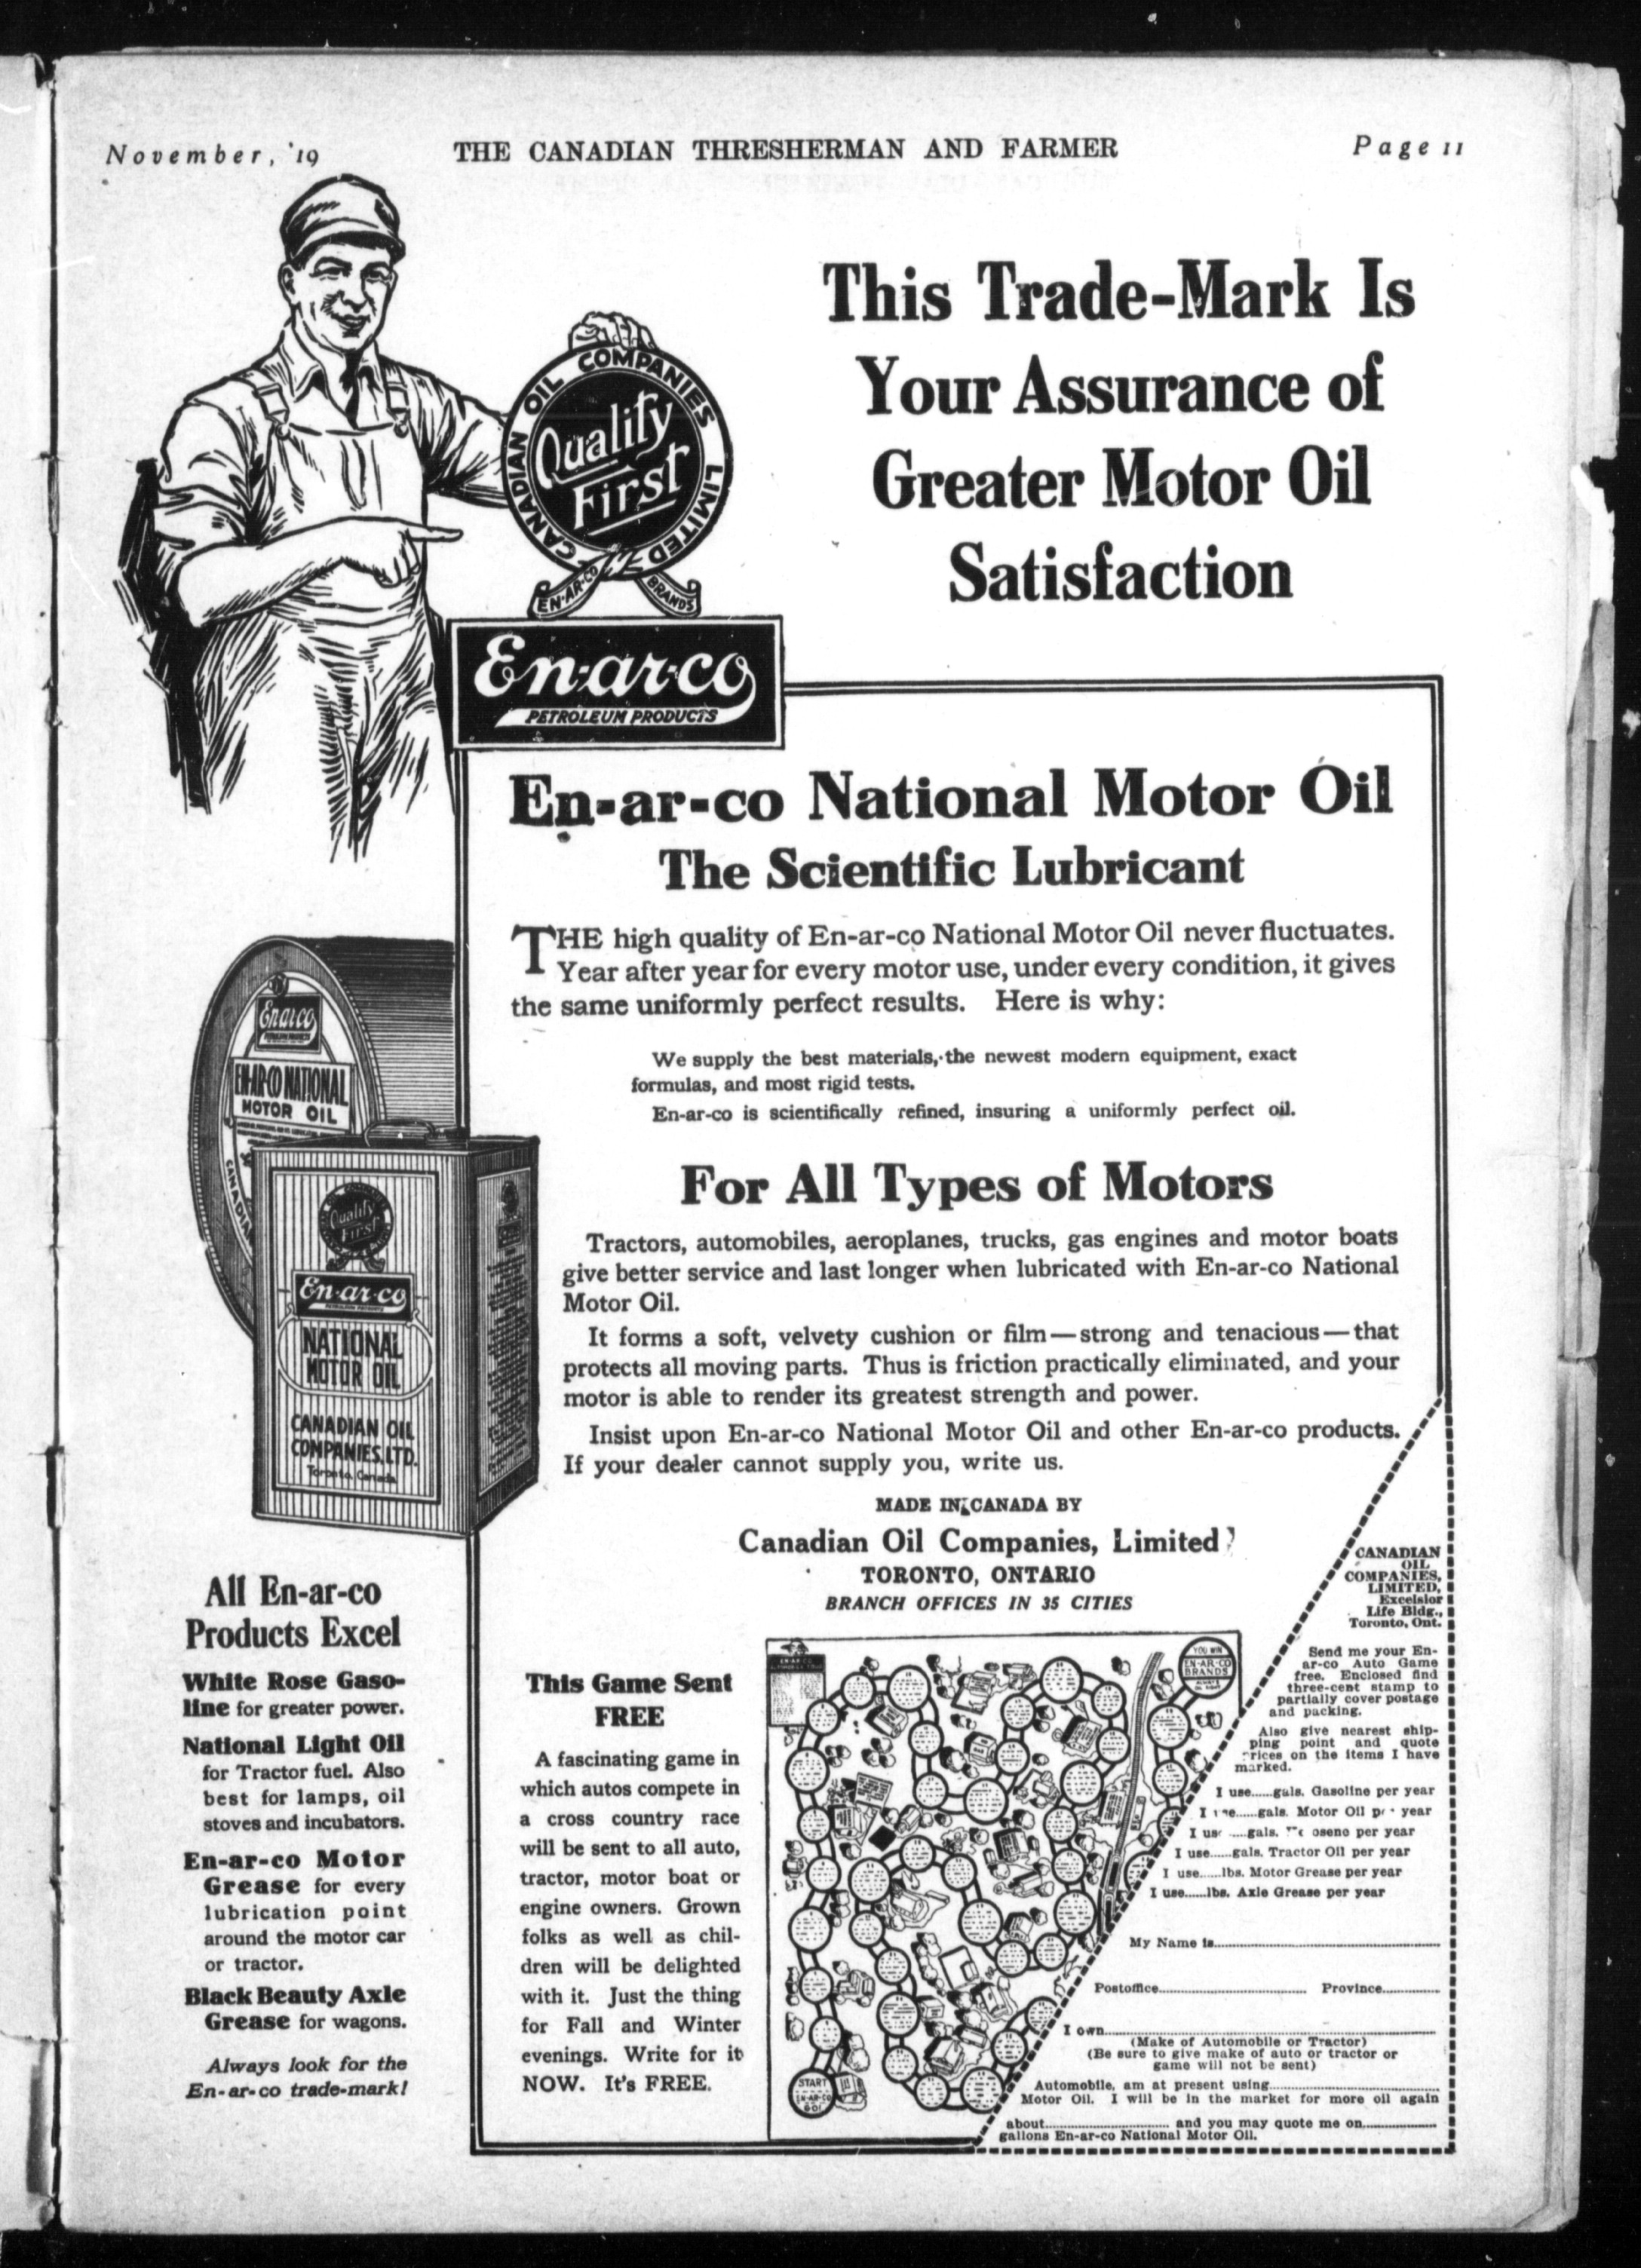 November, '19
THE CANADIAN THRESHERMAN AND FARMER
Page 11
This Trade-Mark Is
Your Assurance of
Greater Motor Oil
Satisfaction
CANADIAN OIL COMPANIES LIMITED
Quality
First
EN-AR-CO BRANDS
En-ar-co
PETROLEUM PRODUCTS
En-ar-co National Motor Oil
The Scientific Lubricant
THE high quality of En-ar-co National Motor Oil never fluctuates.
Year after year for every motor use, under every condition, it gives
the same uniformly perfect results. Here is why:
We supply the best materials, the newest modern equipment, exact
formulas, and most rigid tests.
En-ar-co is scientifically refined, insuring a uniformly perfect oil.
For All Types of Motors
Tractors, automobiles, aeroplanes, trucks, gas engines and motor boats
give better service and last longer when lubricated with En-ar-co National
Motor Oil.
It forms a soft, velvety cushion or film—strong and tenacious—that
protects all moving parts. Thus is friction practically eliminated, and your
motor is able to render its greatest strength and power.
Insist upon En-ar-co National Motor Oil and other En-ar-co products.
If your dealer cannot supply you, write us.
MADE IN CANADA BY
Canadian Oil Companies, Limited
TORONTO, ONTARIO
BRANCH OFFICES IN 35 CITIES
Enarco
EN-AR-CO NATIONAL
MOTOR OIL
CANADIAN
Quality
First
En-ar-co
PETROLEUM PRODUCTS
NATIONAL
MOTOR OIL
CANADIAN OIL
COMPANIES, LTD.
Toronto, Canada
All En-ar-co
Products Excel
White Rose Gaso-
line for greater power.
National Light Oil
for Tractor fuel. Also
best for lamps, oil
stoves and incubators.
En-ar-co Motor
Grease for every
lubrication point
around the motor car
or tractor.
Black Beauty Axle
Grease for wagons.
Always look for the
En-ar-co trade-mark!
This Game Sent
FREE
A fascinating game in
which autos compete in
a cross country race
will be sent to all auto,
tractor, motor boat or
engine owners. Grown
folks as well as chil-
dren will be delighted
with it. Just the thing
for Fall and Winter
evenings. Write for it
NOW. It's FREE.
YOU WIN
EN-AR-CO
BRANDS
START
EN-AR-CO
GO!
CANADIAN
OIL
COMPANIES,
LIMITED,
Excelsior
Life Bldg.,
Toronto, Ont.
Send me your En-
ar-co Auto Game
free. Enclosed find
three-cent stamp to
partially cover postage
and packing.
Also give nearest ship-
ping point and quote
prices on the items I have
marked.
I use......gals. Gasoline per year
I use......gals. Motor Oil per year
I use......gals. Kerosene per year
I use......gals. Tractor Oil per year
I use......lbs. Motor Grease per year
I use......lbs. Axle Grease per year
My Name is..............................
Postoffice.............................. Province..............
I own..............................
(Make of Automobile or Tractor)
(Be sure to give make of auto or tractor or
game will not be sent)
Automobile, am at present using..............................
Motor Oil. I will be in the market for more oil again
about.............................. and you may quote me on..............
gallons En-ar-co National Motor Oil.